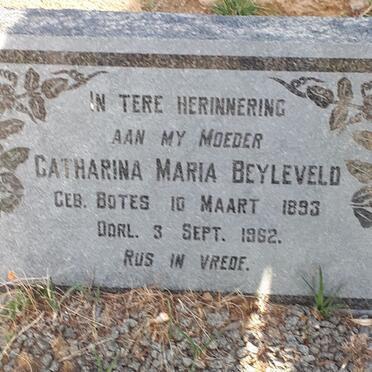 IN TERE HERINNERING
AAN MY MOEDER
CATHARINA MARIA BEYLEVELD
GEB. BOTES 10 MAART 1893
OORL. 3 SEPT. 1962.
RUS IN VREDE.